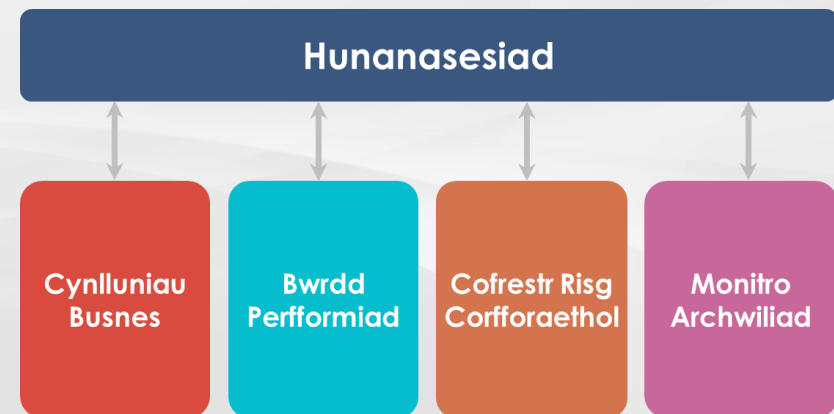 Hunanasesiad
Cynlluniau
Busnes
Bwrdd
Perfformiad
Cofrestr Risg
Corfforaethol
Monitro
Archwiliad